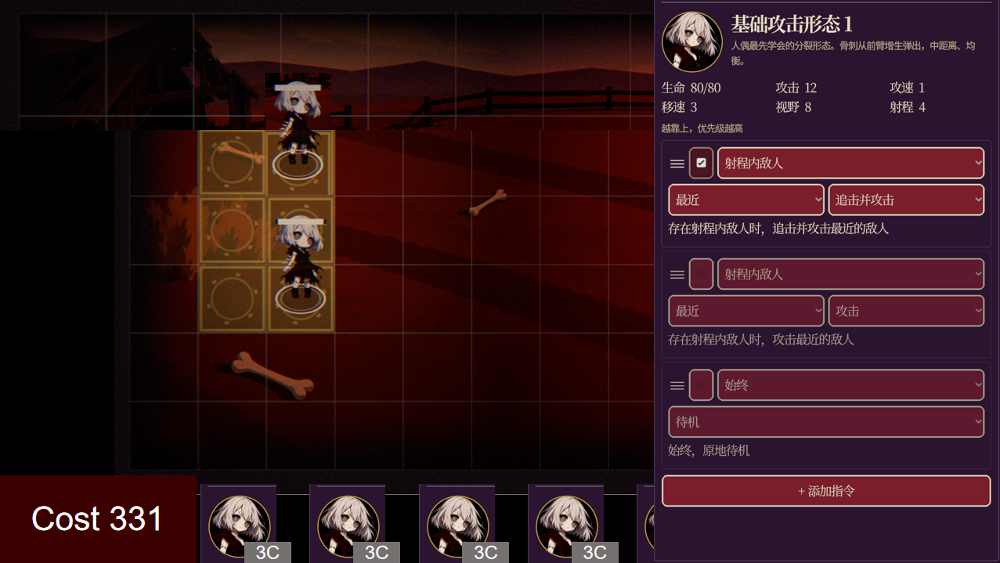 基础攻击形态 1
人偶最先学会的分裂形态。骨刺从前臂增生弹出，中距离、均
衡。
生命 80/80 攻击 12 攻速 1
移速 3 视野 8 射程 4
越靠上，优先级越高
射程内敌人
最近 追击并攻击
存在射程内敌人时，追击并攻击最近的敌人
射程内敌人
最近 攻击
存在射程内敌人时，攻击最近的敌人
始终
待机
始终，原地待机
+ 添加指令
Cost 331
3C 3C 3C 3C